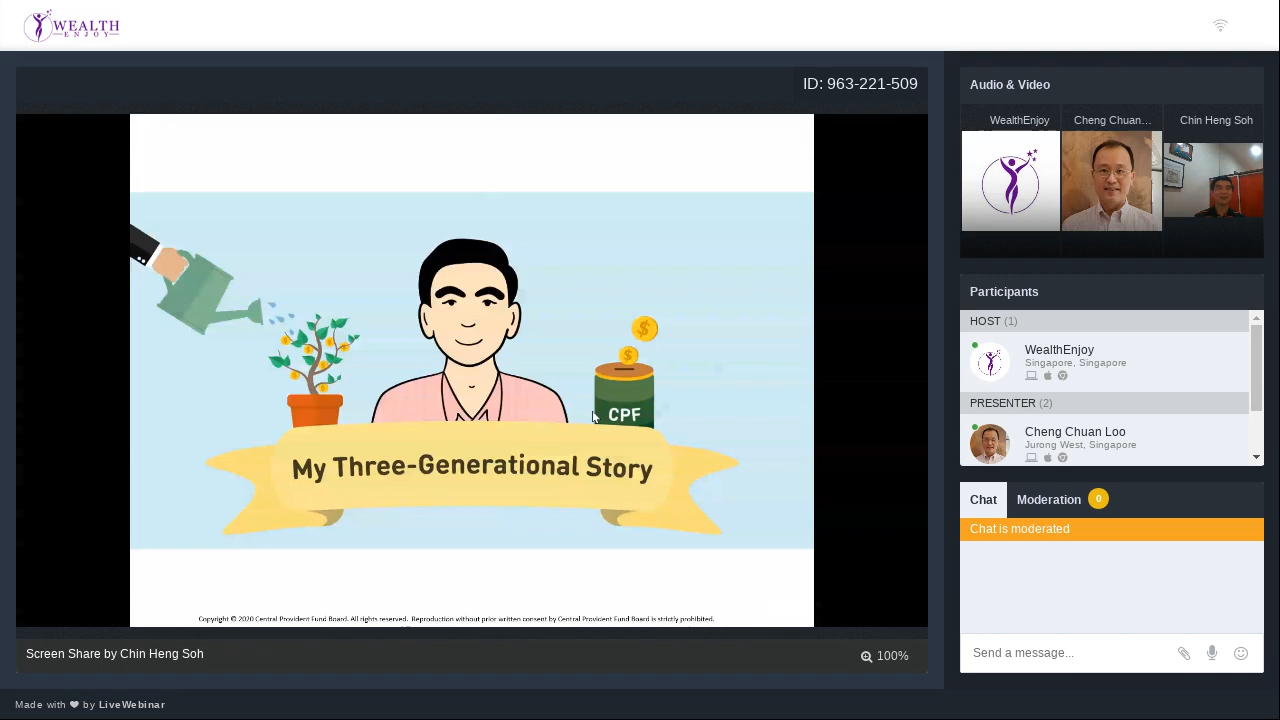 WEALTH
ENJOY
ID: 963-221-509
CPF
My Three-Generational Story
Copyright © 2020 Central Provident Fund Board. All rights reserved. Reproduction without prior written consent by Central Provident Fund Board is strictly prohibited.
Screen Share by Chin Heng Soh
100%
Made with ❤ by LiveWebinar
Audio & Video
WealthEnjoy
Cheng Chuan...
Chin Heng Soh
Participants
HOST (1)
WealthEnjoy
Singapore, Singapore
PRESENTER (2)
Cheng Chuan Loo
Jurong West, Singapore
Chat
Moderation 0
Chat is moderated
Send a message...